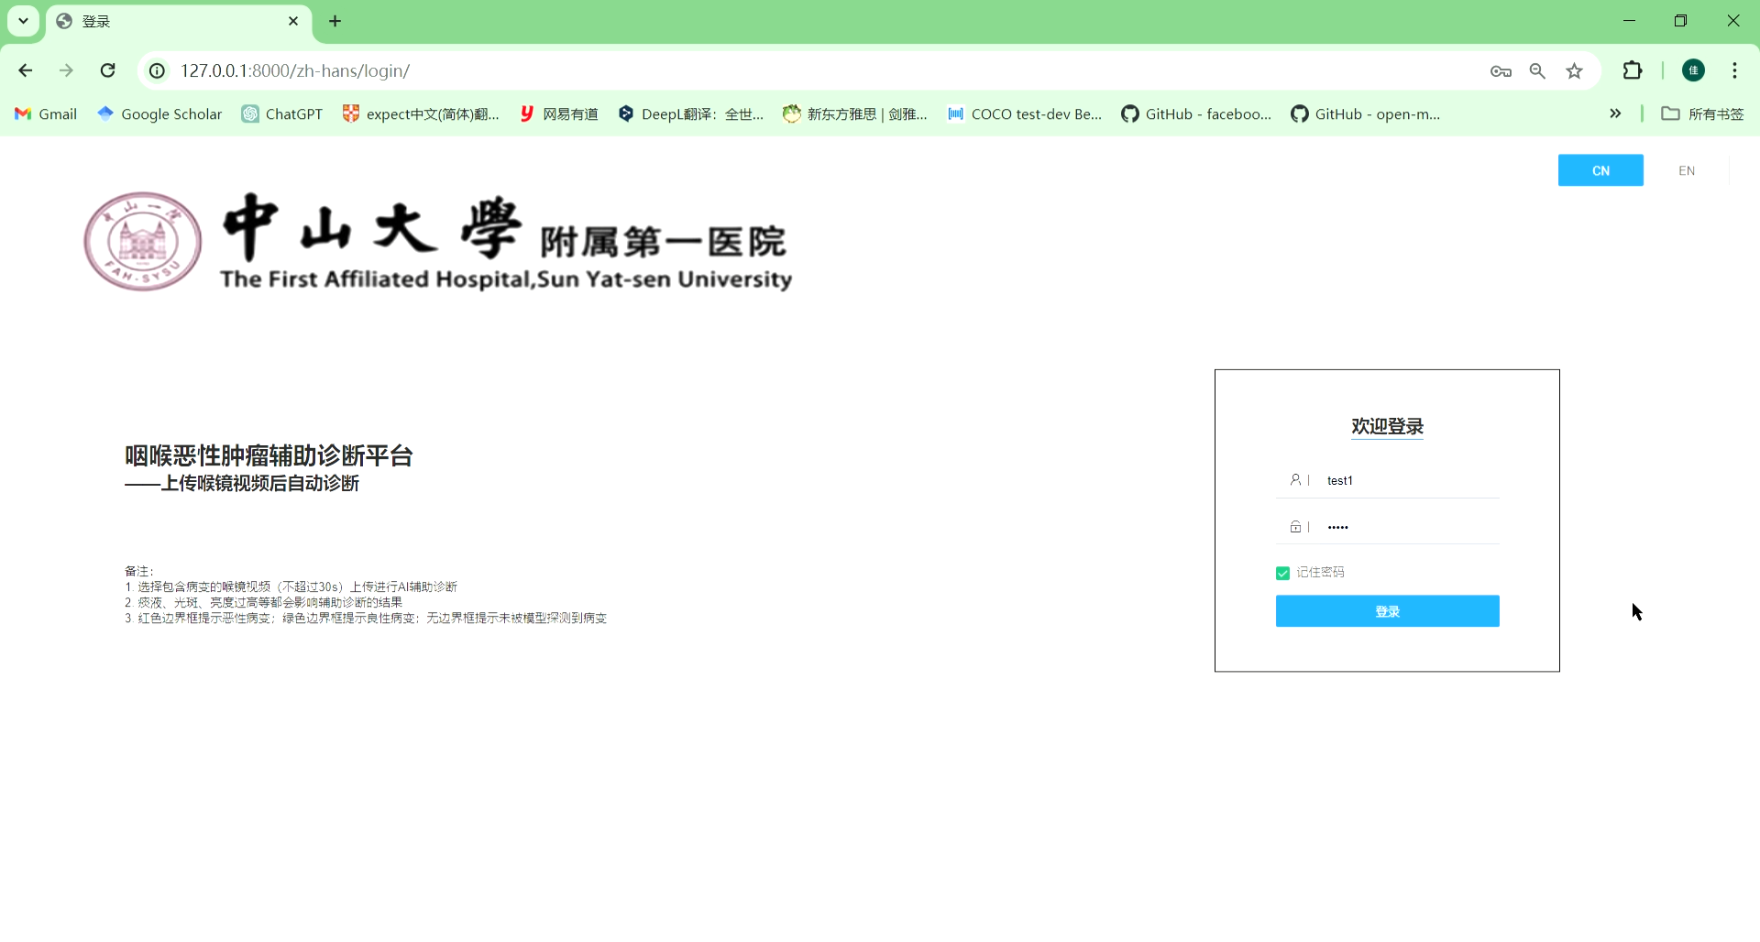 登录
127.0.0.1:8000/zh-hans/login/
佳
Gmail
Google Scholar
ChatGPT
expect中文(简体)翻...
网易有道
DeepL翻译：全世...
新东方雅思 | 剑雅...
COCO test-dev Be...
GitHub - faceboo...
GitHub - open-m...
所有书签
CN
EN
中山一院
FAH-SYSU
中山大學 附属第一医院
The First Affiliated Hospital,Sun Yat-sen University
咽喉恶性肿瘤辅助诊断平台
——上传喉镜视频后自动诊断
备注：
1. 选择包含病变的喉镜视频（不超过30s）上传进行AI辅助诊断
2. 痰液、光斑、亮度过高等都会影响辅助诊断的结果
3. 红色边界框提示恶性病变；绿色边界框提示良性病变；无边界框提示未被模型探测到病变
欢迎登录
test1
•••••
记住密码
登录